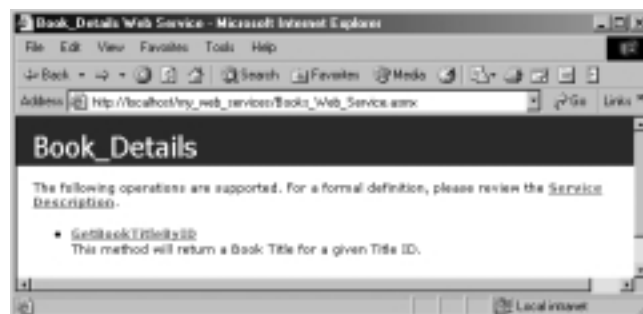 Book_Details Web Service - Microsoft Internet Explorer
File Edit View Favorites Tools Help
Back Search Favorites Media
Address http://localhost/my_web_services/Books_Web_Service.asmx Go Links
Book_Details
The following operations are supported. For a formal definition, please review the Service
Description.
GetBookTitleByID
This method will return a Book Title for a given Title ID.
Local intranet